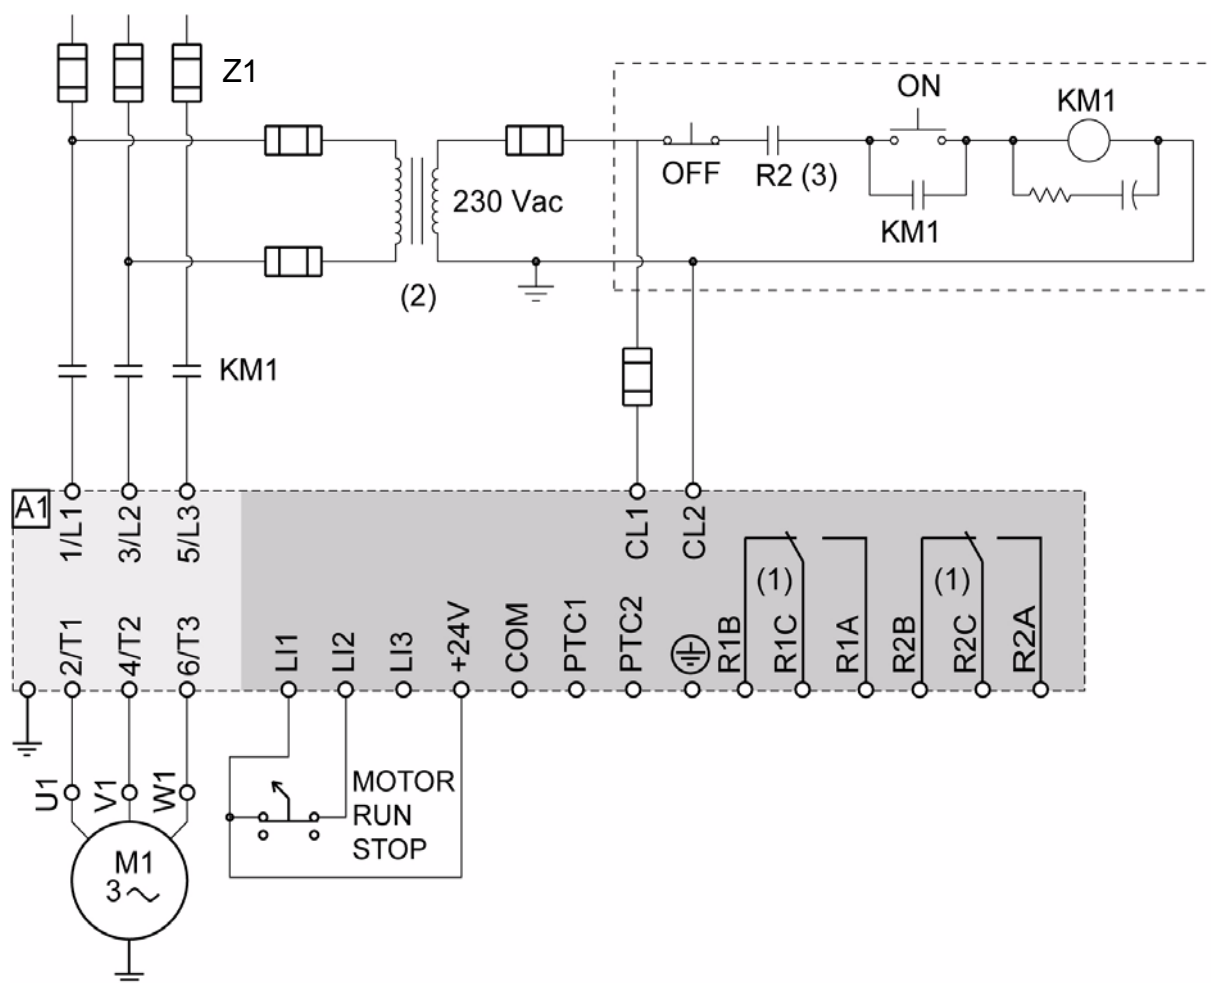 Z1
ON
KM1
OFF
R2 (3)
230 Vac
KM1
(2)
KM1
A1
1/L1
3/L2
5/L3
CL1
CL2
(1)
(1)
2/T1
4/T2
6/T3
LI1
LI2
LI3
+24V
COM
PTC1
PTC2
R1B
R1C
R1A
R2B
R2C
R2A
U1
V1
W1
MOTOR
RUN
STOP
M1
3~